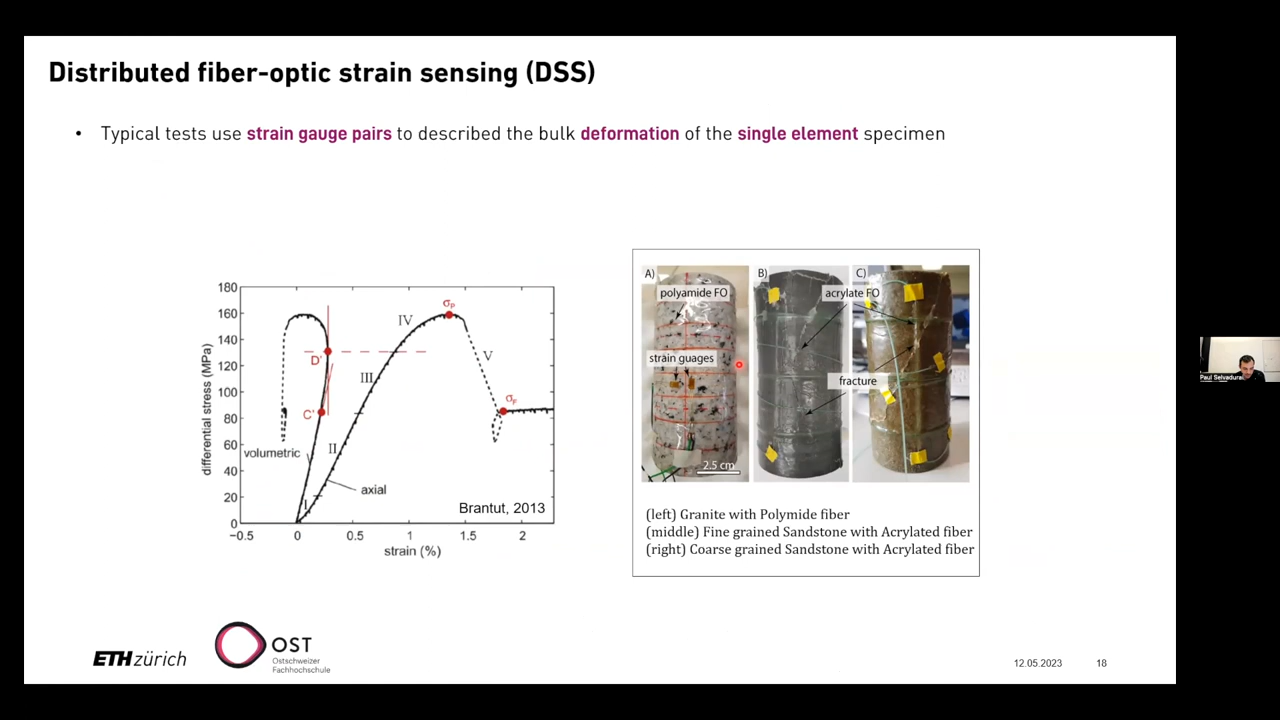 Distributed fiber-optic strain sensing (DSS)
• Typical tests use strain gauge pairs to described the bulk deformation of the single element specimen
180
160
140
120
100
80
60
40
20
0
differential stress (MPa)
−0.5 0 0.5 1 1.5 2
strain (%)
σP
IV
D'
V
III
C'
σF
II
volumetric
axial
I
Brantut, 2013
A) B) C)
polyamide FO
acrylate FO
strain guages
fracture
2.5 cm
(left) Granite with Polymide fiber
(middle) Fine grained Sandstone with Acrylated fiber
(right) Coarse grained Sandstone with Acrylated fiber
ETH zürich
OST
Ostschweizer
Fachhochschule
12.05.2023 18